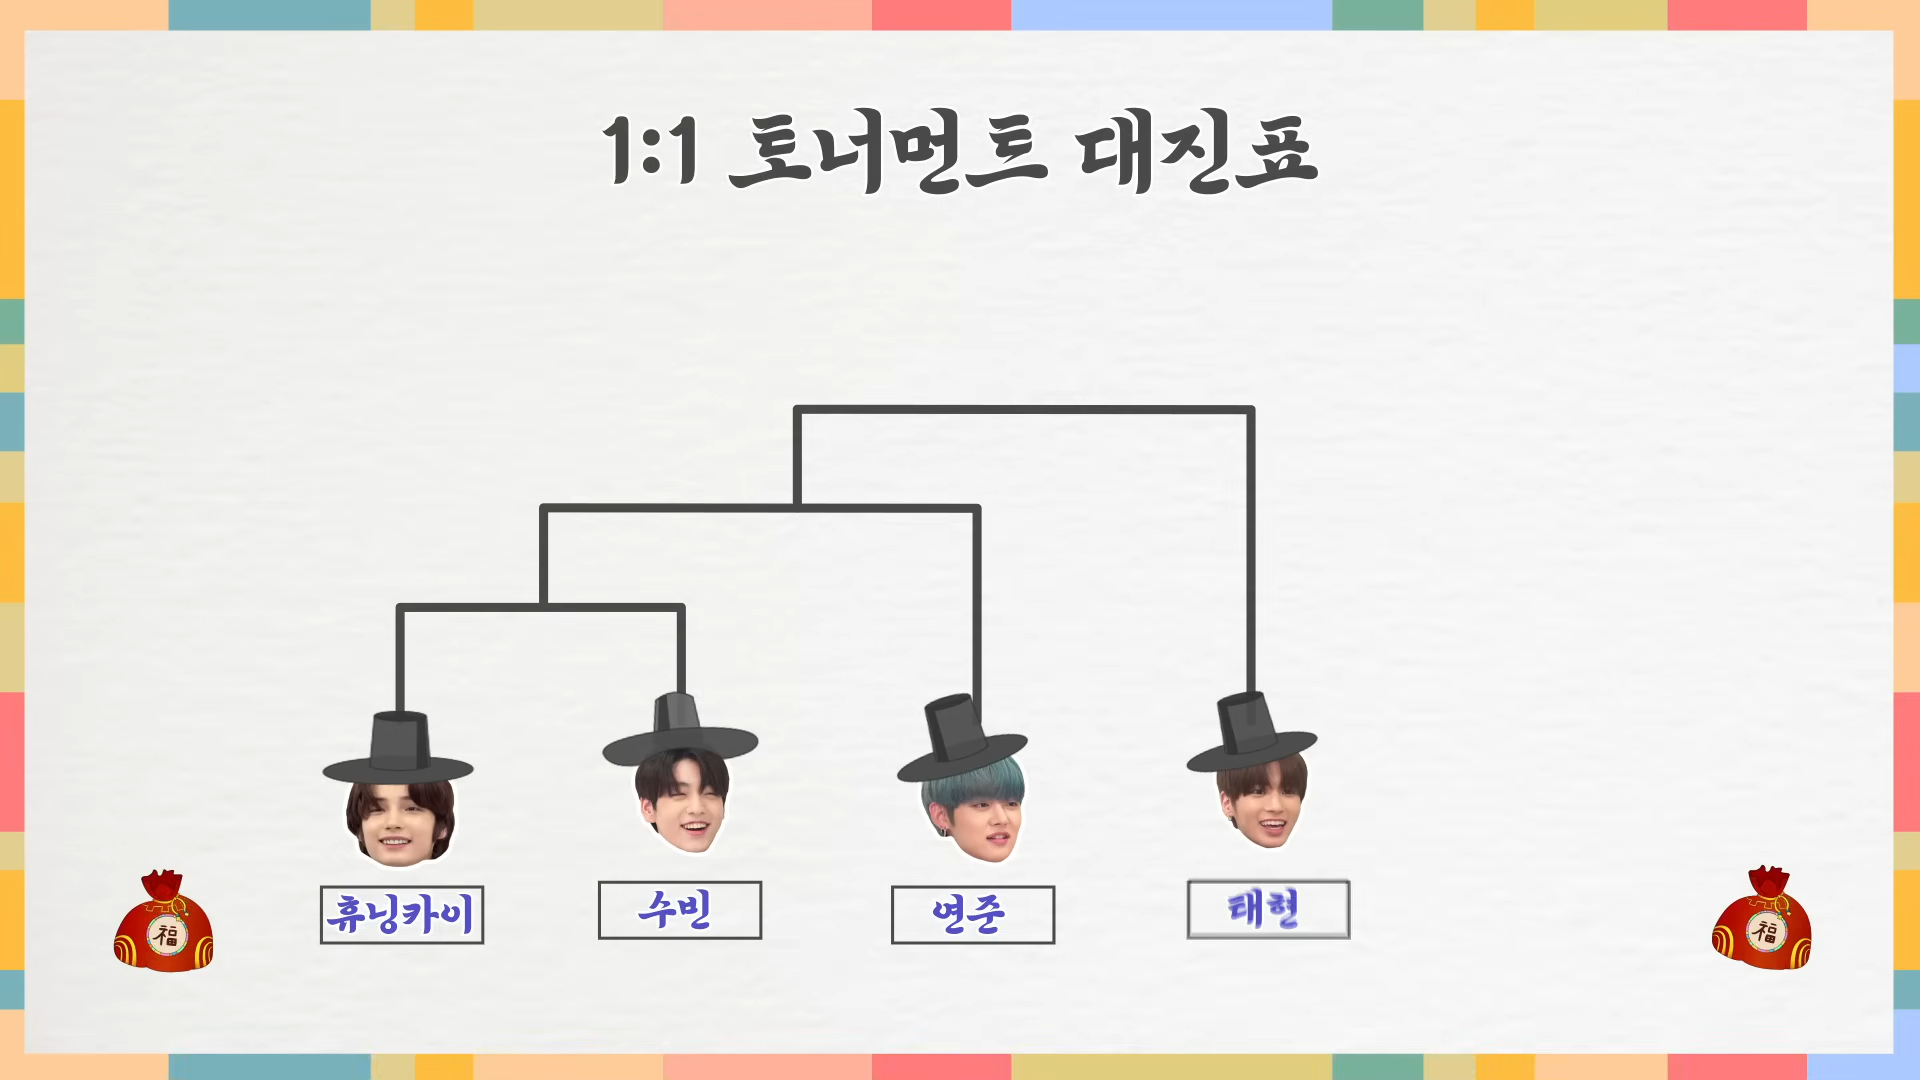 1:1 토너먼트 대진표
휴닝카이
수빈
연준
태현
福
福